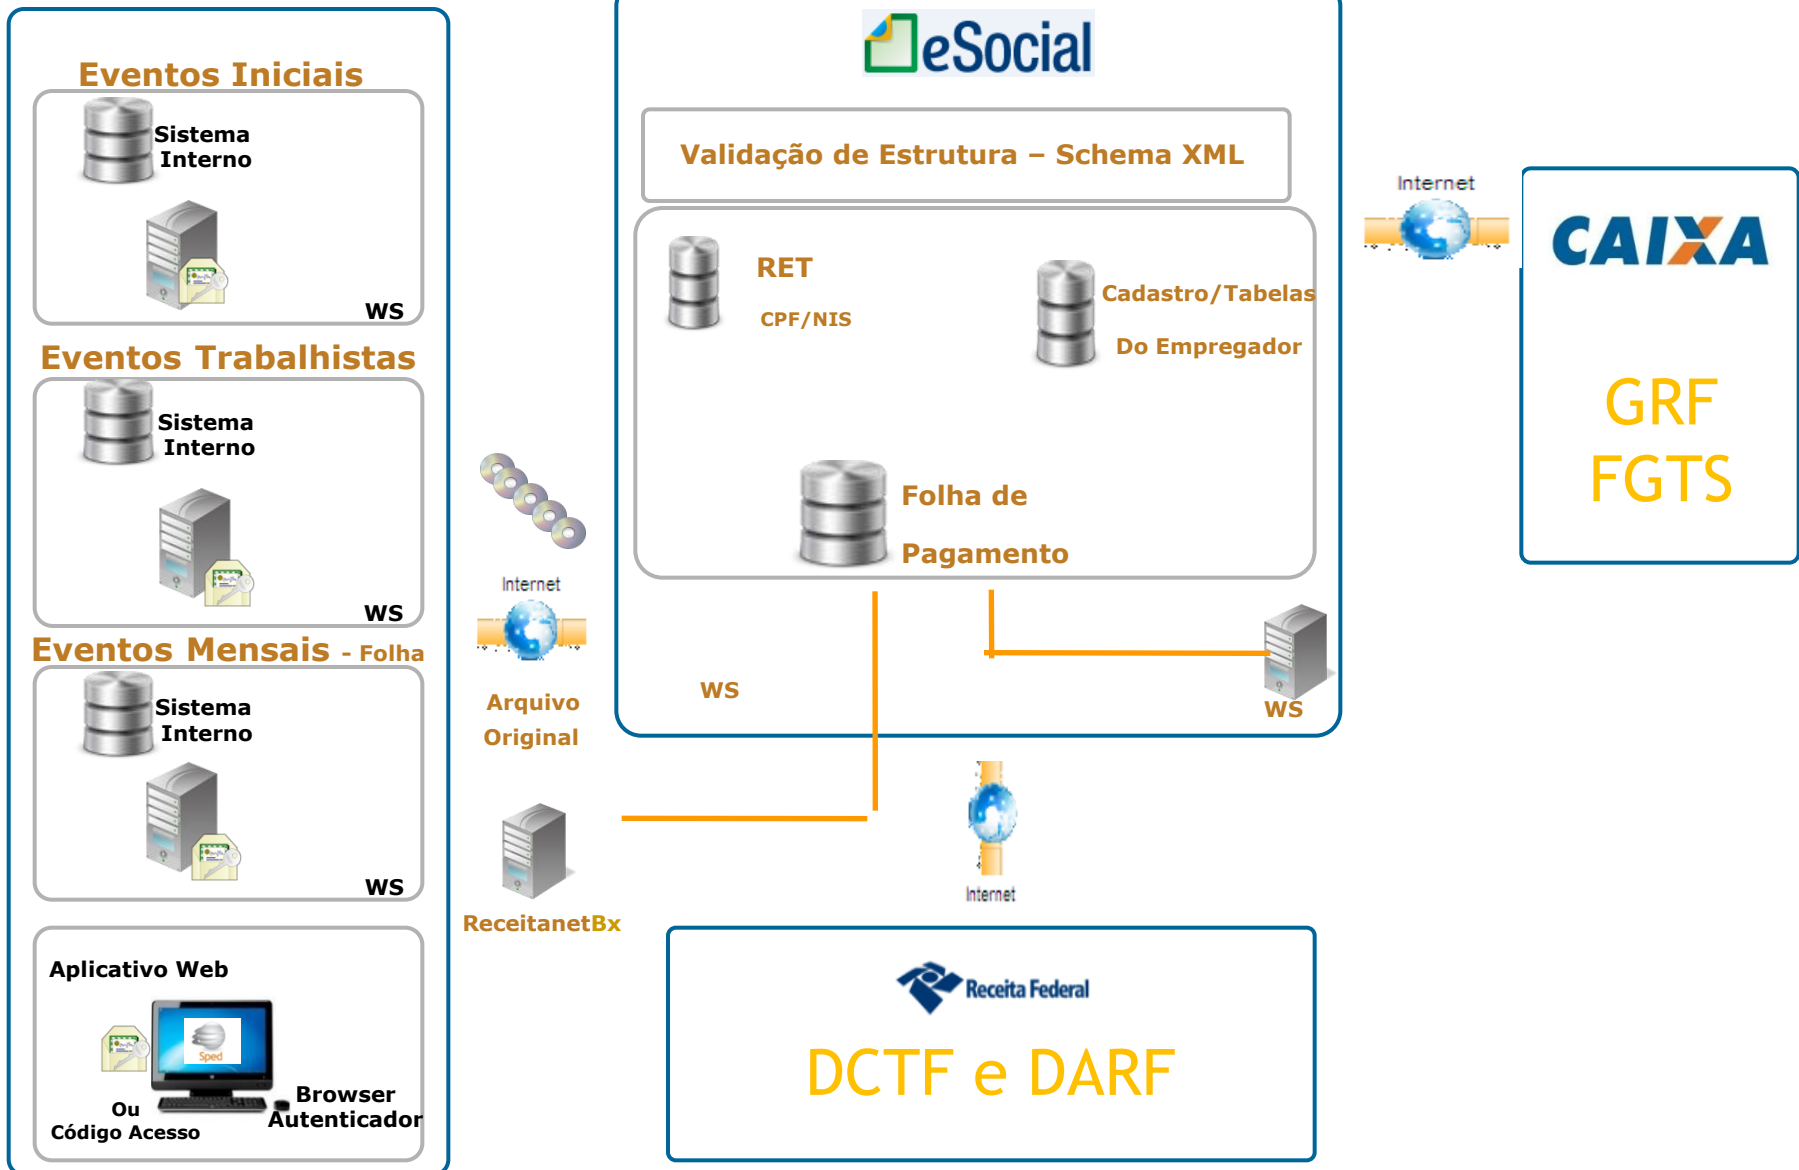 Eventos Iniciais
Sistema
Interno
WS
Eventos Trabalhistas
Sistema
Interno
WS
Eventos Mensais - Folha
Sistema
Interno
WS
Aplicativo Web
Sped
Ou
Código Acesso
Browser
Autenticador
Internet
Arquivo
Original
ReceitanetBx
eSocial
Validação de Estrutura – Schema XML
RET
CPF/NIS
Cadastro/Tabelas
Do Empregador
Folha de
Pagamento
WS
WS
Internet
Receita Federal
DCTF e DARF
Internet
CAIXA
GRF
FGTS